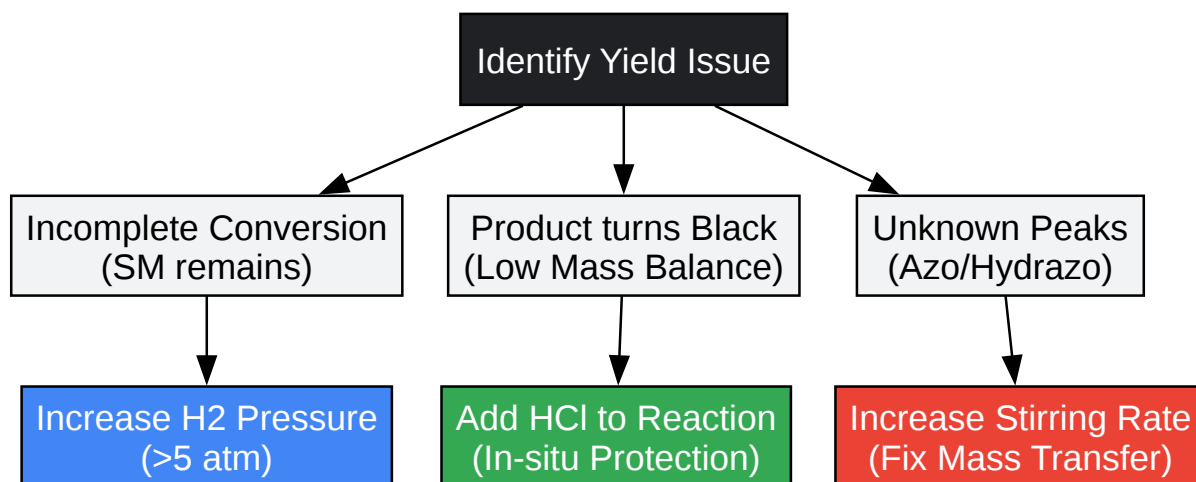 Identify Yield Issue
Incomplete Conversion
(SM remains)
Product turns Black
(Low Mass Balance)
Unknown Peaks
(Azo/Hydrazo)
Increase H2 Pressure
(>5 atm)
Add HCl to Reaction
(In-situ Protection)
Increase Stirring Rate
(Fix Mass Transfer)